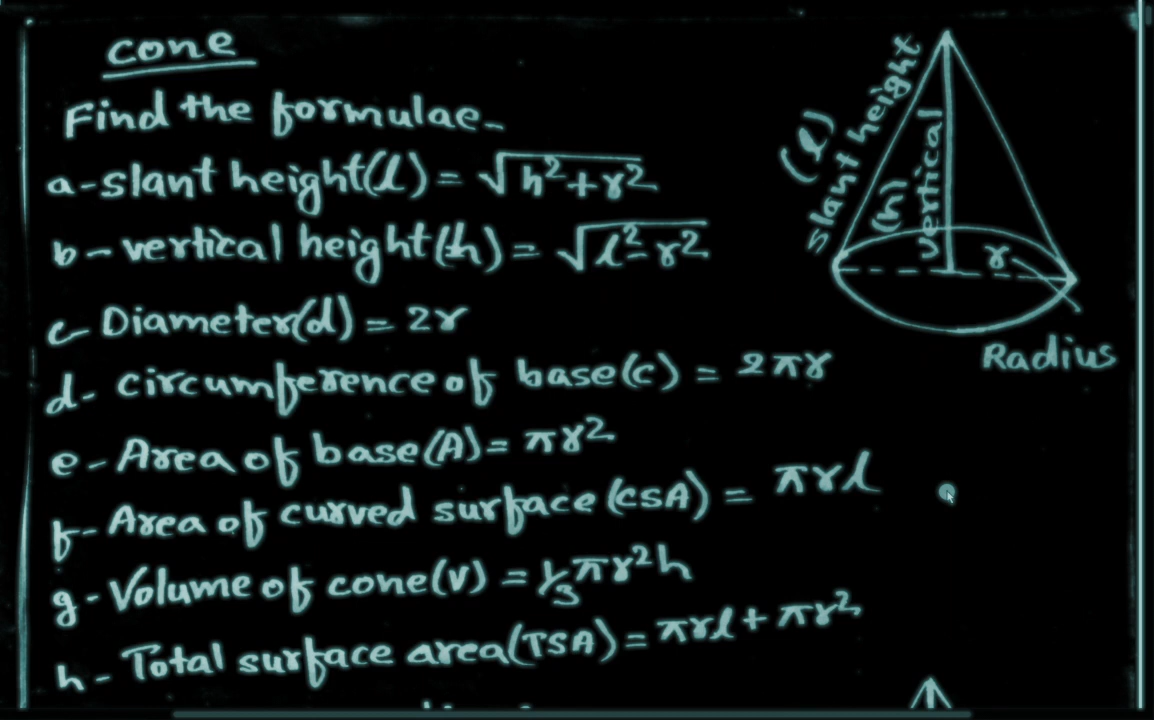 cone
Find the formulae-
a-slant height(l) = √h²+r²
b-vertical height(h) = √l²-r²
c-Diameter(d) = 2r
d-circumference of base(c) = 2πr
e-Area of base(A) = πr²
f-Area of curved surface(CSA) = πrl
g-Volume of cone(v) = 1/3πr²h
h-Total surface area(TSA) = πrl + πr²
(l)
slant height
(h)
vertical
r
Radius